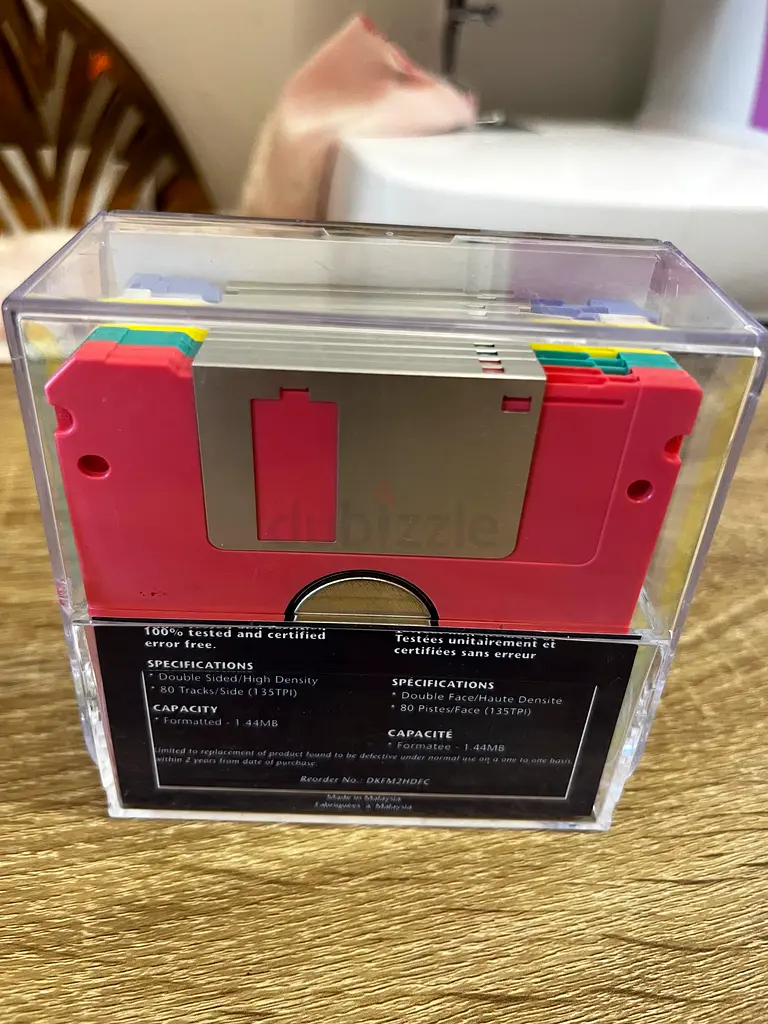 dubizzle
100% tested and certified
error free.
SPECIFICATIONS
* Double Sided/High Density
* 80 Tracks/Side (135TPI)
CAPACITY
* Formatted - 1.44MB
Testées unitairement et
certifiées sans erreur
SPÉCIFICATIONS
* Double Face/Haute Densite
* 80 Pistes/Face (135TPI)
CAPACITÉ
* Formatée - 1.44MB
Limited to replacement of product found to be defective under normal use on a one to one basis
within 2 years from date of purchase.
Reorder No.: DKFM2HDFC
Made in Malaysia
Fabriquées à Malaysia